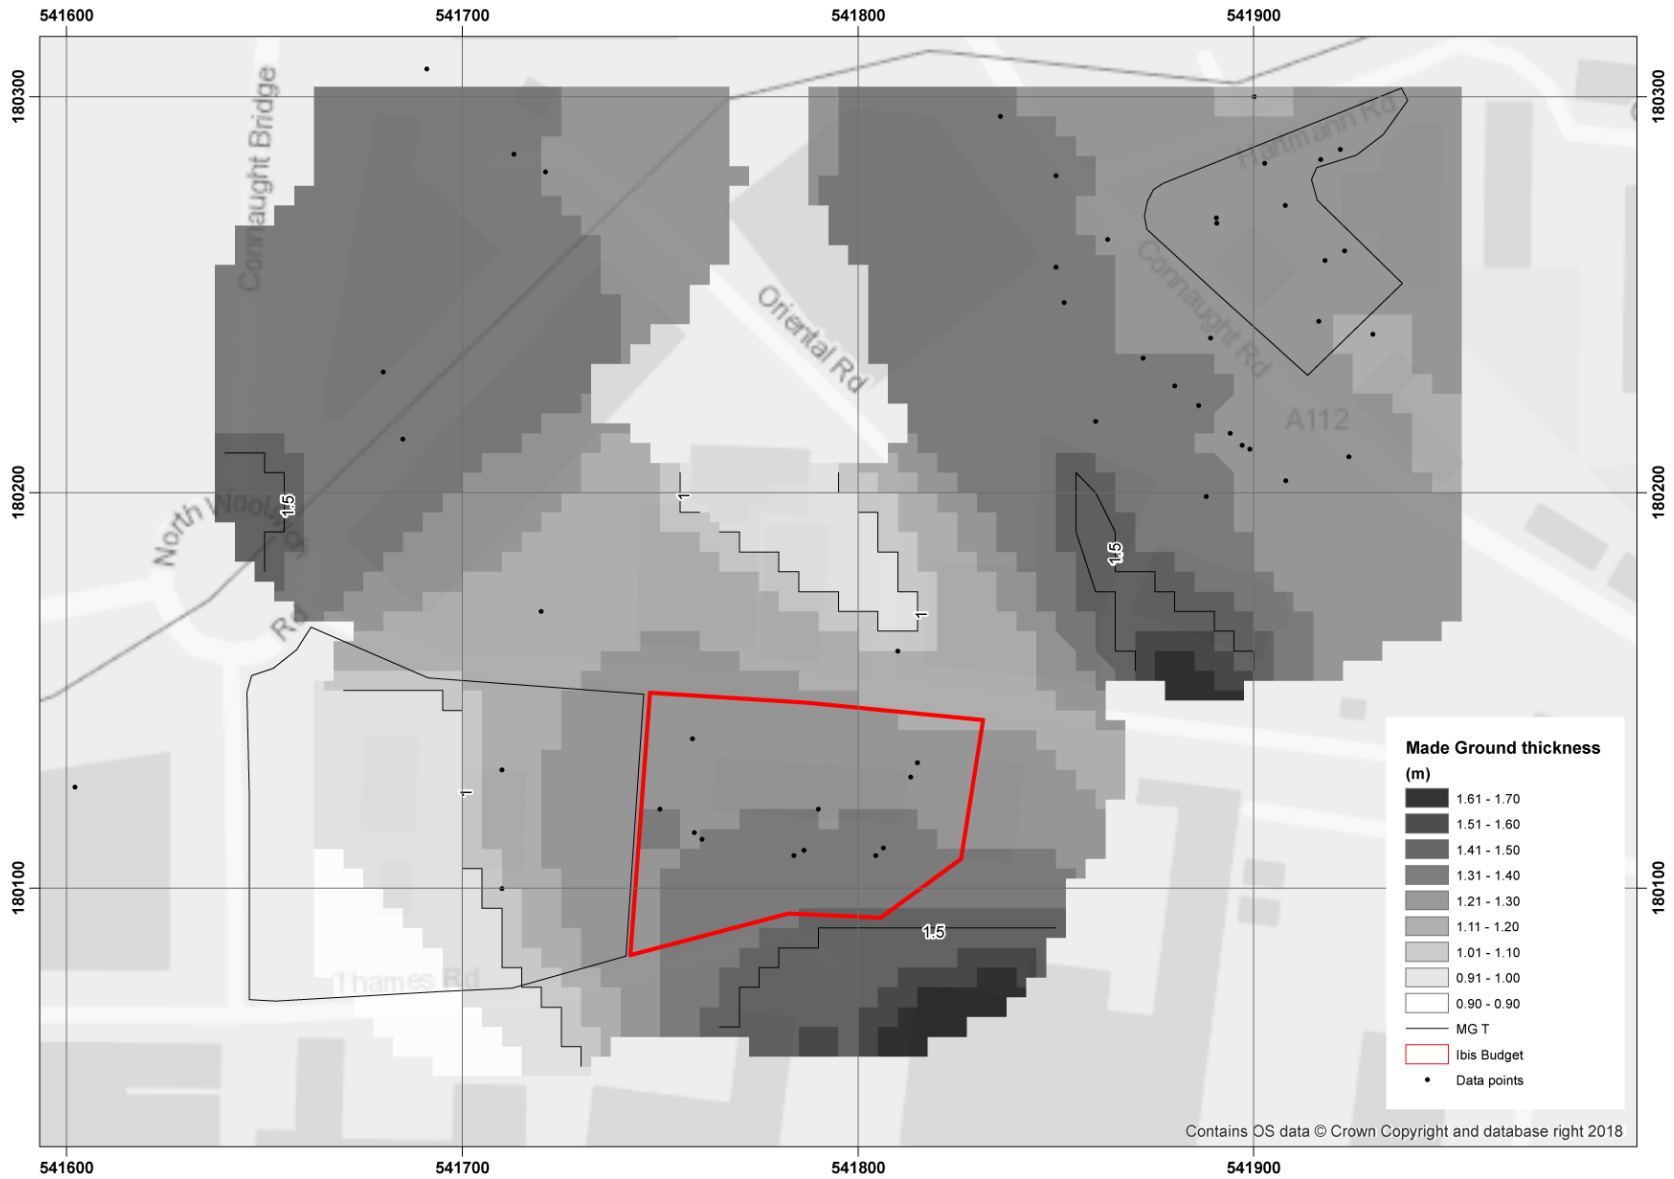 541600 541700 541800 541900
180300 180300
Connaught Bridge
Hartmann Rd
Oriental Rd
Connaught Rd
A112
180200 180200
1.5
North Woolwich
Rd
1
1
1.5
1
1.5
Thames Rd
180100 180100
Made Ground thickness
(m)
1.61 - 1.70
1.51 - 1.60
1.41 - 1.50
1.31 - 1.40
1.21 - 1.30
1.11 - 1.20
1.01 - 1.10
0.91 - 1.00
0.90 - 0.90
MG T
Ibis Budget
Data points
Contains OS data © Crown Copyright and database right 2018
541600 541700 541800 541900